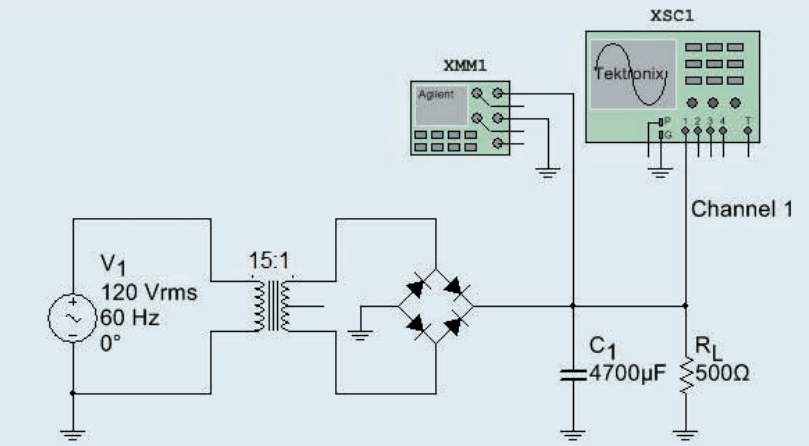 XSC1
XMM1
Tektronix
Agilent
P
G
1 2 3 4 T
Channel 1
V1
120 Vrms
60 Hz
0°
15:1
C1
4700µF
RL
500Ω